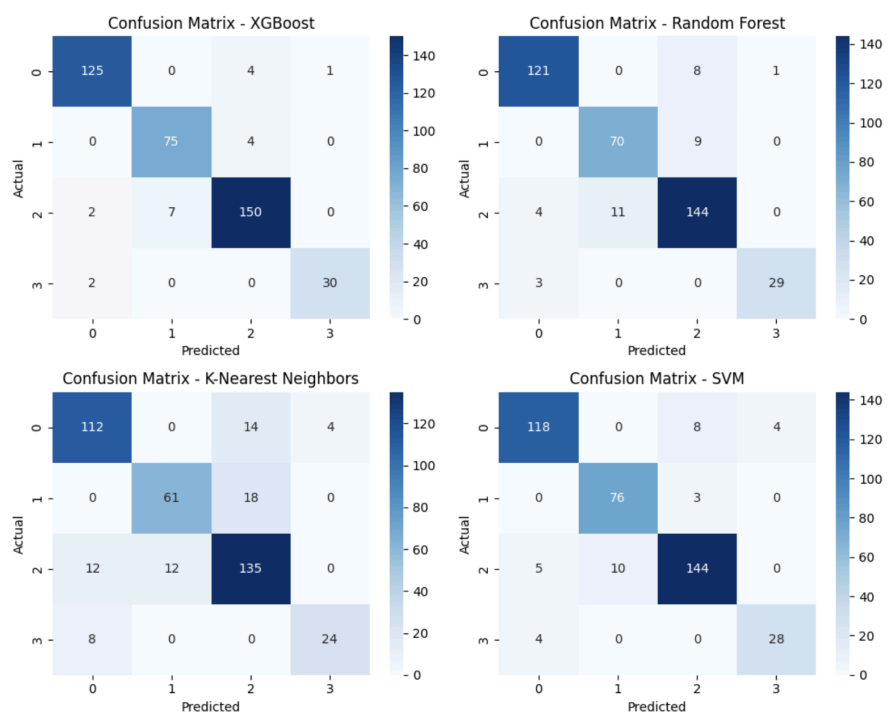 Confusion Matrix - XGBoost
Confusion Matrix - Random Forest
0 125 0 4 1
1 0 75 4 0
2 2 7 150 0
3 2 0 0 30
0 1 2 3
Predicted
Actual
140
120
100
80
60
40
20
0
0 121 0 8 1
1 0 70 9 0
2 4 11 144 0
3 3 0 0 29
0 1 2 3
Predicted
Actual
140
120
100
80
60
40
20
0
Confusion Matrix - K-Nearest Neighbors
Confusion Matrix - SVM
0 112 0 14 4
1 0 61 18 0
2 12 12 135 0
3 8 0 0 24
0 1 2 3
Predicted
Actual
120
100
80
60
40
20
0
0 118 0 8 4
1 0 76 3 0
2 5 10 144 0
3 4 0 0 28
0 1 2 3
Predicted
Actual
140
120
100
80
60
40
20
0